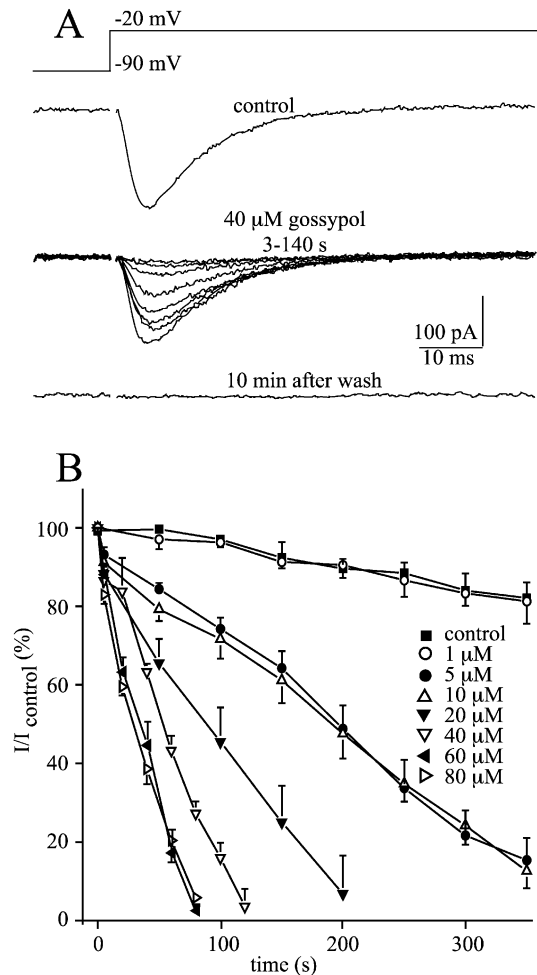 A
-20 mV
-90 mV
control
40 µM gossypol
3-140 s
100 pA
10 ms
10 min after wash
B
I/I control (%)
100
80
60
40
20
0
control
1 µM
5 µM
10 µM
20 µM
40 µM
60 µM
80 µM
0 100 200 300
time (s)